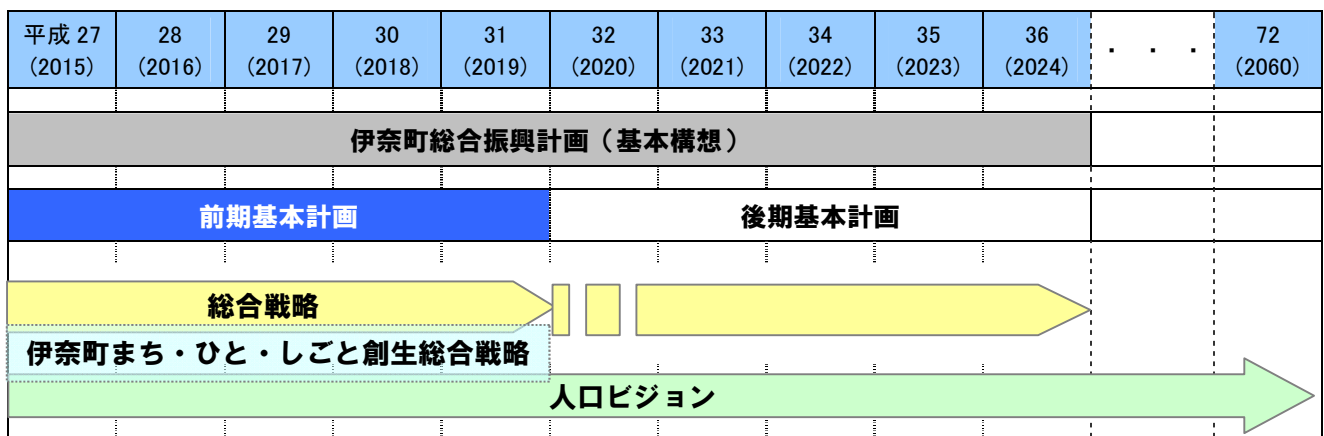 平成 27 28 29 30 31 32 33 34 35 36 ・ ・ ・ 72
(2015) (2016) (2017) (2018) (2019) (2020) (2021) (2022) (2023) (2024) (2060)
伊奈町総合振興計画（基本構想）
前期基本計画 後期基本計画
総合戦略
伊奈町まち・ひと・しごと創生総合戦略
人口ビジョン